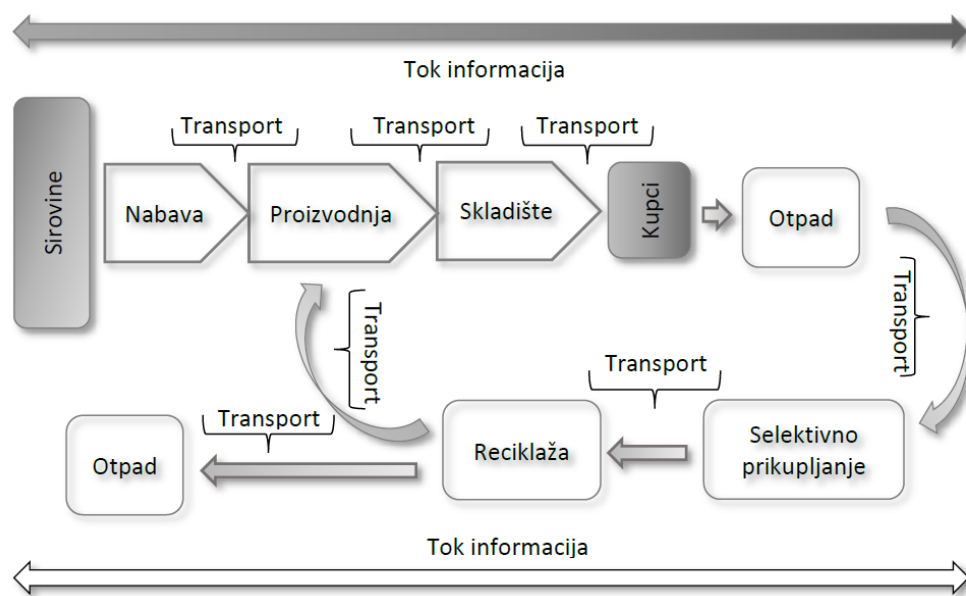 Tok informacija
Transport
Transport
Transport
Sirovine
Nabava
Proizvodnja
Skladište
Kupci
Otpad
Transport
Transport
Transport
Transport
Otpad
Reciklaža
Selektivno
prikupljanje
Tok informacija